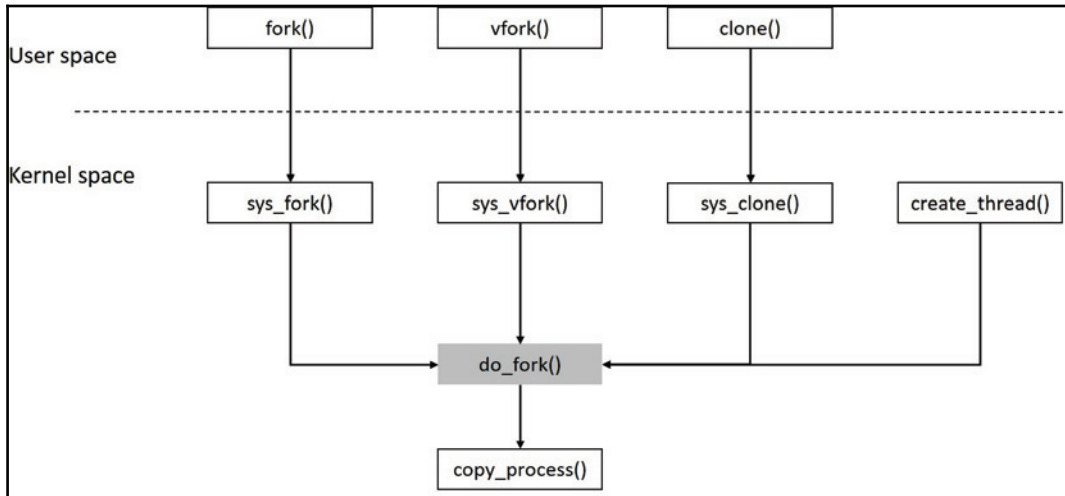 fork()
vfork()
clone()
User space
Kernel space
sys_fork()
sys_vfork()
sys_clone()
create_thread()
do_fork()
copy_process()